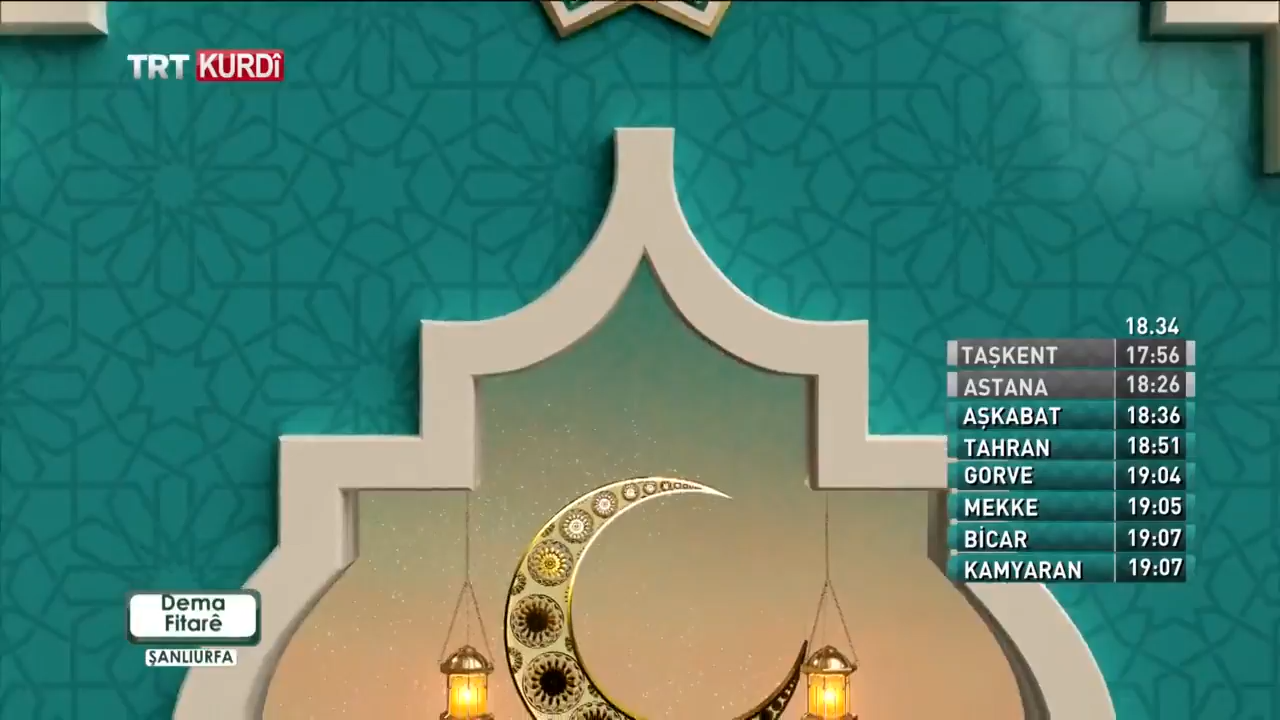 TRT KURDÎ
18.34
TAŞKENT 17:56
ASTANA 18:26
AŞKABAT 18:36
TAHRAN 18:51
GORVE 19:04
MEKKE 19:05
BİCAR 19:07
KAMYARAN 19:07
Dema
Fitarê
ŞANLIURFA